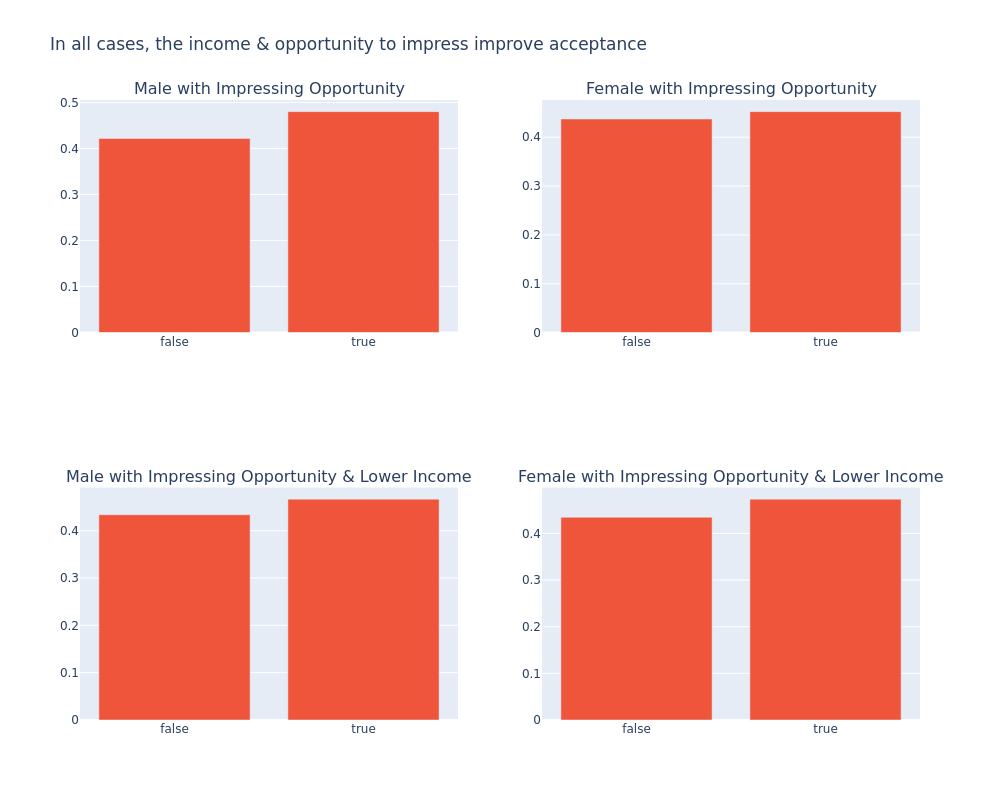 In all cases, the income & opportunity to impress improve acceptance
Male with Impressing Opportunity
0.5
0.4
0.3
0.2
0.1
0
false
true
Female with Impressing Opportunity
0.4
0.3
0.2
0.1
0
false
true
Male with Impressing Opportunity & Lower Income
0.4
0.3
0.2
0.1
0
false
true
Female with Impressing Opportunity & Lower Income
0.4
0.3
0.2
0.1
0
false
true